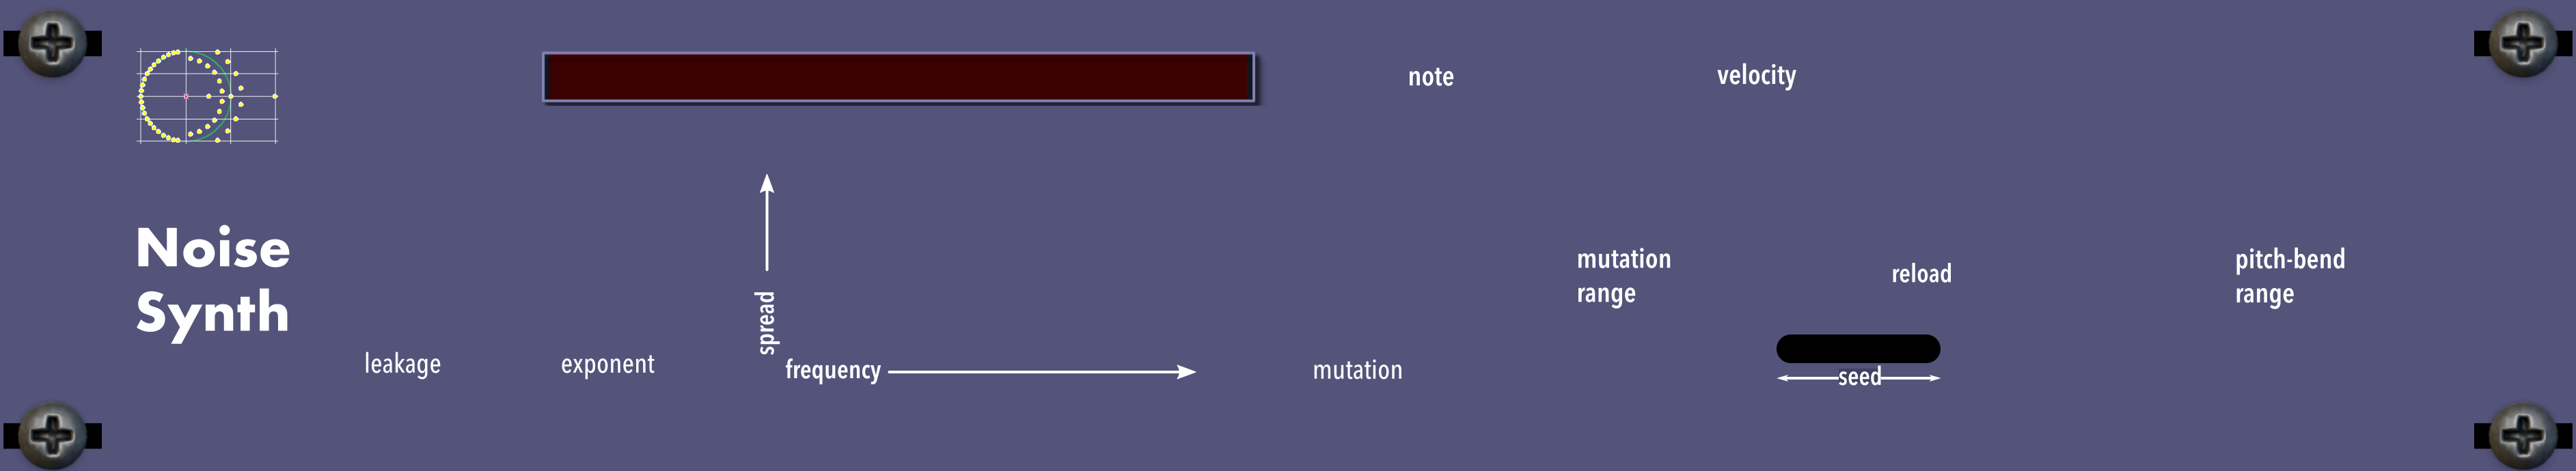 note
velocity
Noise
Synth
spread
mutation
range
reload
pitch-bend
range
leakage
exponent
frequency
mutation
seed